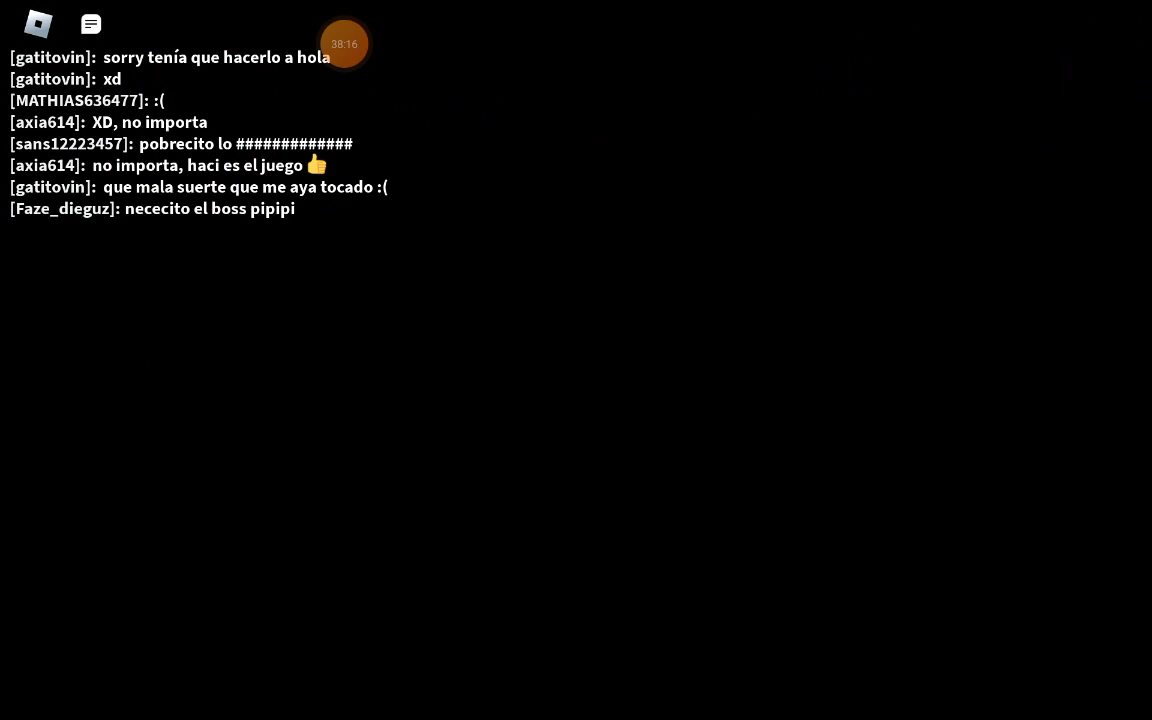 38:16
[gatitovin]: sorry tenía que hacerlo a hola
[gatitovin]: xd
[MATHIAS636477]: :(
[axia614]: XD, no importa
[sans12223457]: pobrecito lo #############
[axia614]: no importa, haci es el juego 👍
[gatitovin]: que mala suerte que me aya tocado :(
[Faze_dieguz]: nececito el boss pipipi